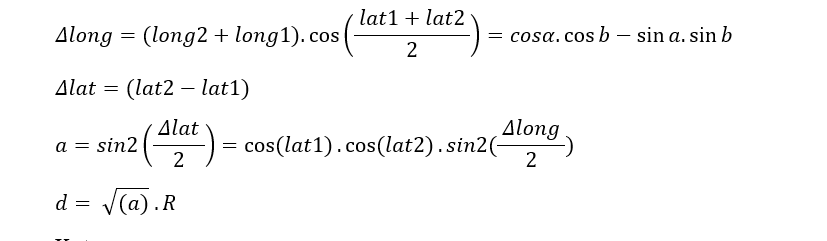 Δlong = (long2 + long1). cos((lat1 + lat2)/2) = cosα. cos b − sin a. sin b
Δlat = (lat2 − lat1)
a = sin2(Δlat/2) = cos(lat1) . cos(lat2) . sin2(Δlong/2)
d = √(a) . R